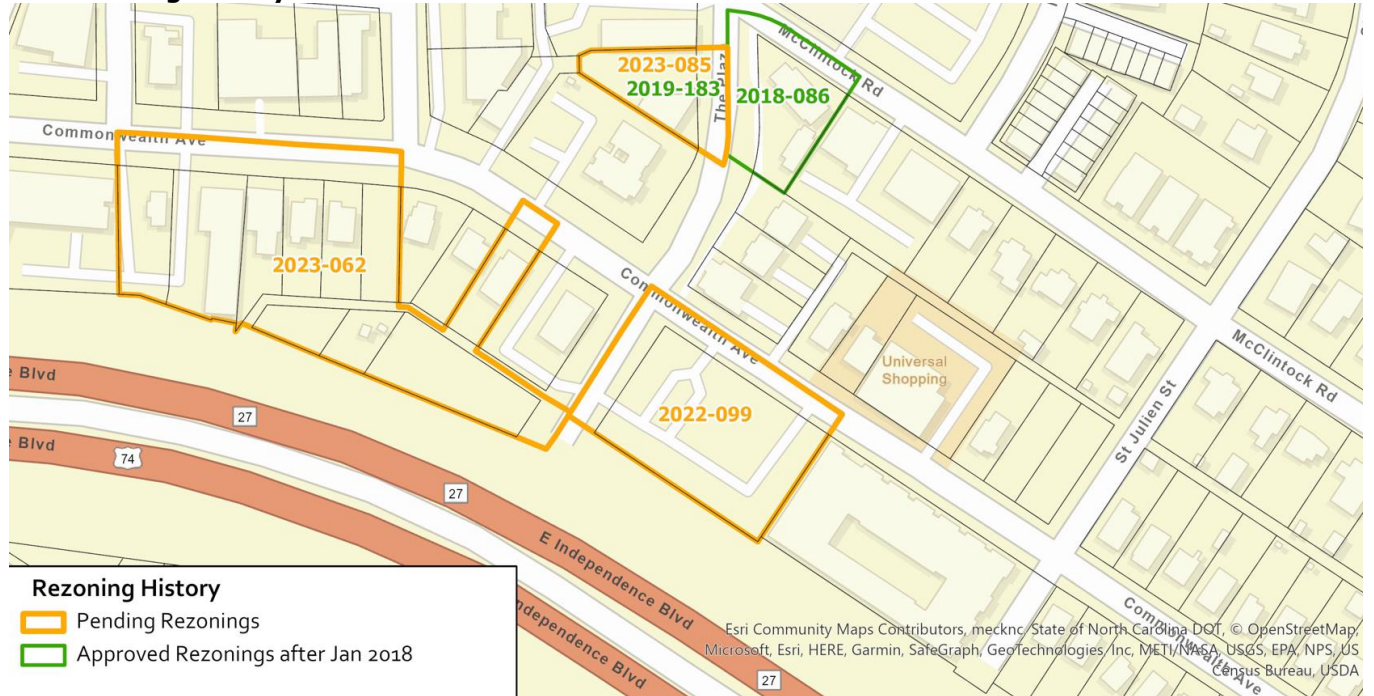 2023-085
2019-183
The Plaz
2018-086
McClintock Rd
Commonwealth Ave
2023-062
Commonwealth Ave
Universal
Shopping
2022-099
McClintock Rd
St Julien St
Blvd
27
Blvd
74
27
E Independence Blvd
Independence Blvd
27
Commonwealth Ave
Rezoning History
Pending Rezonings
Approved Rezonings after Jan 2018
Esri Community Maps Contributors, mecknc, State of North Carolina DOT, © OpenStreetMap,
Microsoft, Esri, HERE, Garmin, SafeGraph, GeoTechnologies, Inc, METI/NASA, USGS, EPA, NPS, US
Census Bureau, USDA